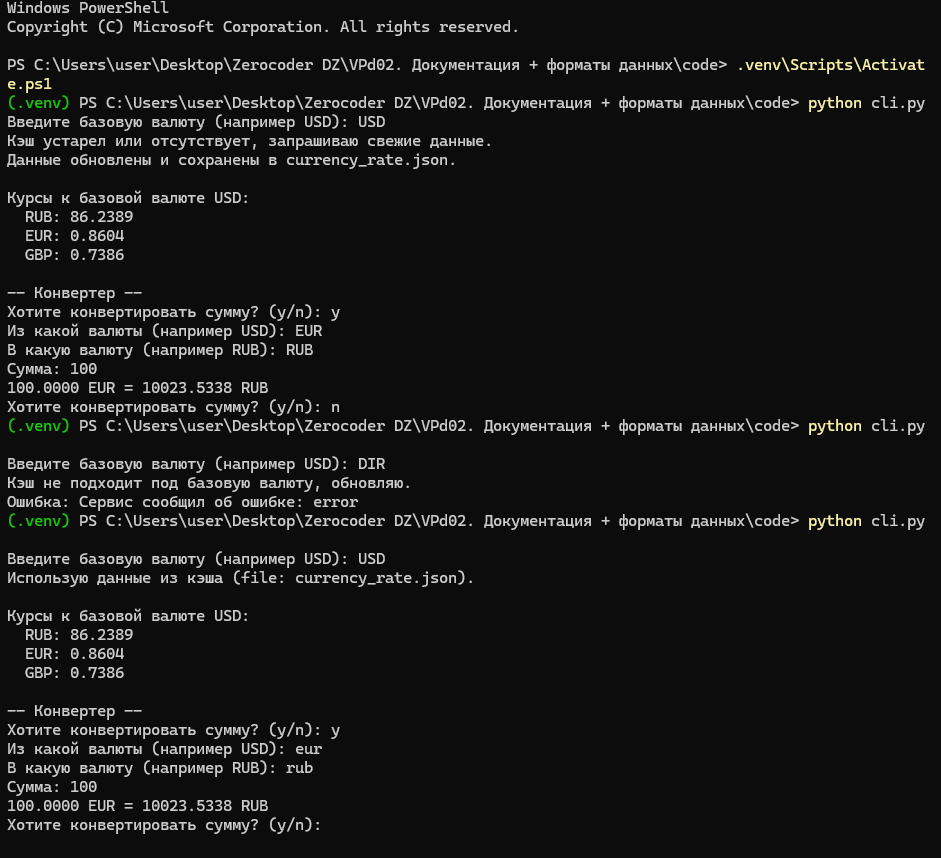 Windows PowerShell
Copyright (C) Microsoft Corporation. All rights reserved.
PS C:\Users\user\Desktop\Zerocoder DZ\VPd02. Документация + форматы данных\code> .venv\Scripts\Activat
e.ps1
(.venv) PS C:\Users\user\Desktop\Zerocoder DZ\VPd02. Документация + форматы данных\code> python cli.py
Введите базовую валюту (например USD): USD
Кэш устарел или отсутствует, запрашиваю свежие данные.
Данные обновлены и сохранены в currency_rate.json.
Курсы к базовой валюте USD:
RUB: 86.2389
EUR: 0.8604
GBP: 0.7386
—— Конвертер ——
Хотите конвертировать сумму? (y/n): y
Из какой валюты (например USD): EUR
В какую валюту (например RUB): RUB
Сумма: 100
100.0000 EUR = 10023.5338 RUB
Хотите конвертировать сумму? (y/n): n
(.venv) PS C:\Users\user\Desktop\Zerocoder DZ\VPd02. Документация + форматы данных\code> python cli.py
Введите базовую валюту (например USD): DIR
Кэш не подходит под базовую валюту, обновляю.
Ошибка: Сервис сообщил об ошибке: error
(.venv) PS C:\Users\user\Desktop\Zerocoder DZ\VPd02. Документация + форматы данных\code> python cli.py
Введите базовую валюту (например USD): USD
Использую данные из кэша (file: currency_rate.json).
Курсы к базовой валюте USD:
RUB: 86.2389
EUR: 0.8604
GBP: 0.7386
—— Конвертер ——
Хотите конвертировать сумму? (y/n): y
Из какой валюты (например USD): eur
В какую валюту (например RUB): rub
Сумма: 100
100.0000 EUR = 10023.5338 RUB
Хотите конвертировать сумму? (y/n):